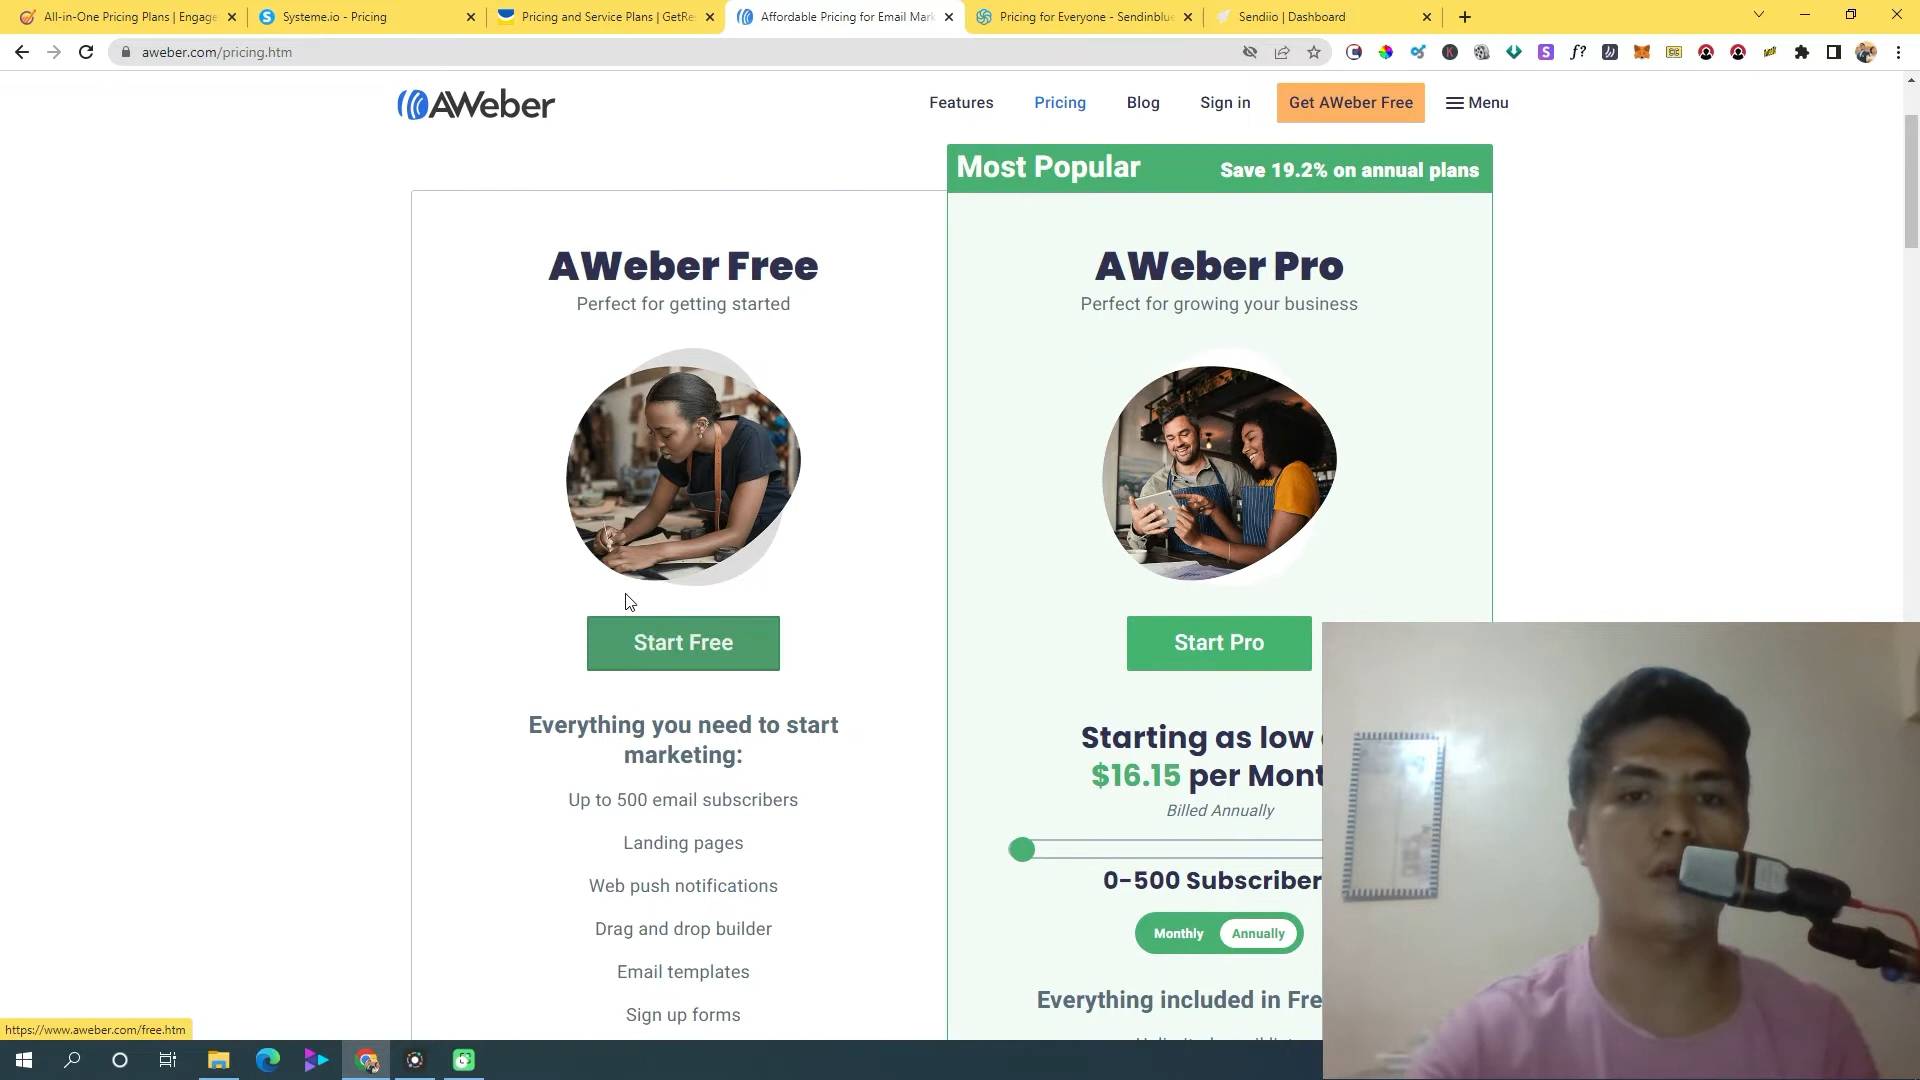 All-in-One Pricing Plans | Engage
Systeme.io - Pricing
Pricing and Service Plans | GetRe
Affordable Pricing for Email Mark
Pricing for Everyone - Sendinblue
Sendiio | Dashboard
aweber.com/pricing.htm
AWeber
Features
Pricing
Blog
Sign in
Get AWeber Free
Menu
Most Popular
Save 19.2% on annual plans
AWeber Free
Perfect for getting started
Start Free
Everything you need to start
marketing:
Up to 500 email subscribers
Landing pages
Web push notifications
Drag and drop builder
Email templates
Sign up forms
AWeber Pro
Perfect for growing your business
Start Pro
Starting as low
$16.15 per Mont
Billed Annually
0-500 Subscriber
Monthly
Annually
Everything included in Fre
https://www.aweber.com/free.htm